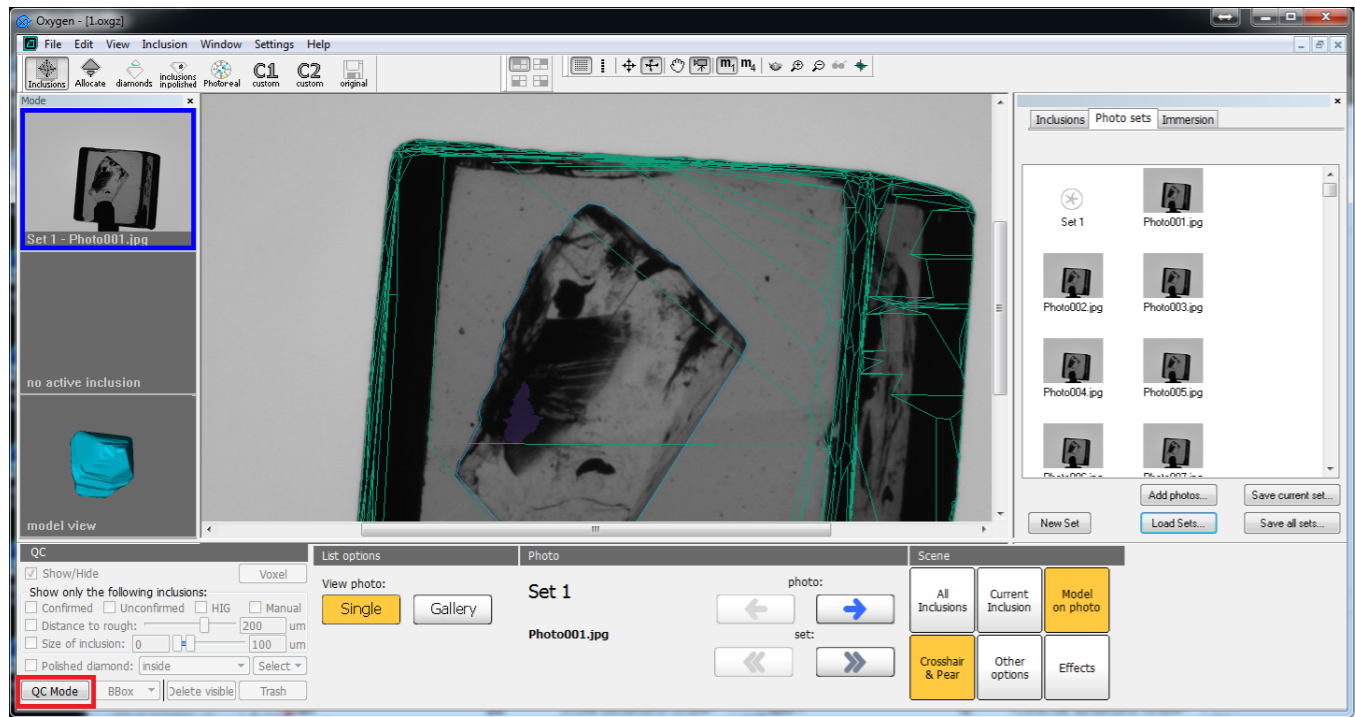 Oxygen - [1.oxgz]
File Edit View Inclusion Window Settings Help
Inclusions Allocate diamonds inclusions inpolished Photoreal C1 custom C2 custom original
m1 m4
Mode
Set 1 - Photo001.jpg
no active inclusion
model view
Inclusions Photo sets Immersion
Set 1 Photo001.jpg
Photo002.jpg Photo003.jpg
Photo004.jpg Photo005.jpg
Add photos... Save current set...
New Set Load Sets... Save all sets...
QC
Show/Hide Voxel
Show only the following inclusions:
Confirmed Unconfirmed HIG Manual
Distance to rough: 200 um
Size of inclusion: 0 100 um
Polished diamond: inside Select
QC Mode BBox Delete visible Trash
List options
View photo:
Single Gallery
Photo
Set 1
photo:
Photo001.jpg
set:
Scene
All Inclusions
Current Inclusion
Model on photo
Crosshair & Pear
Other options
Effects